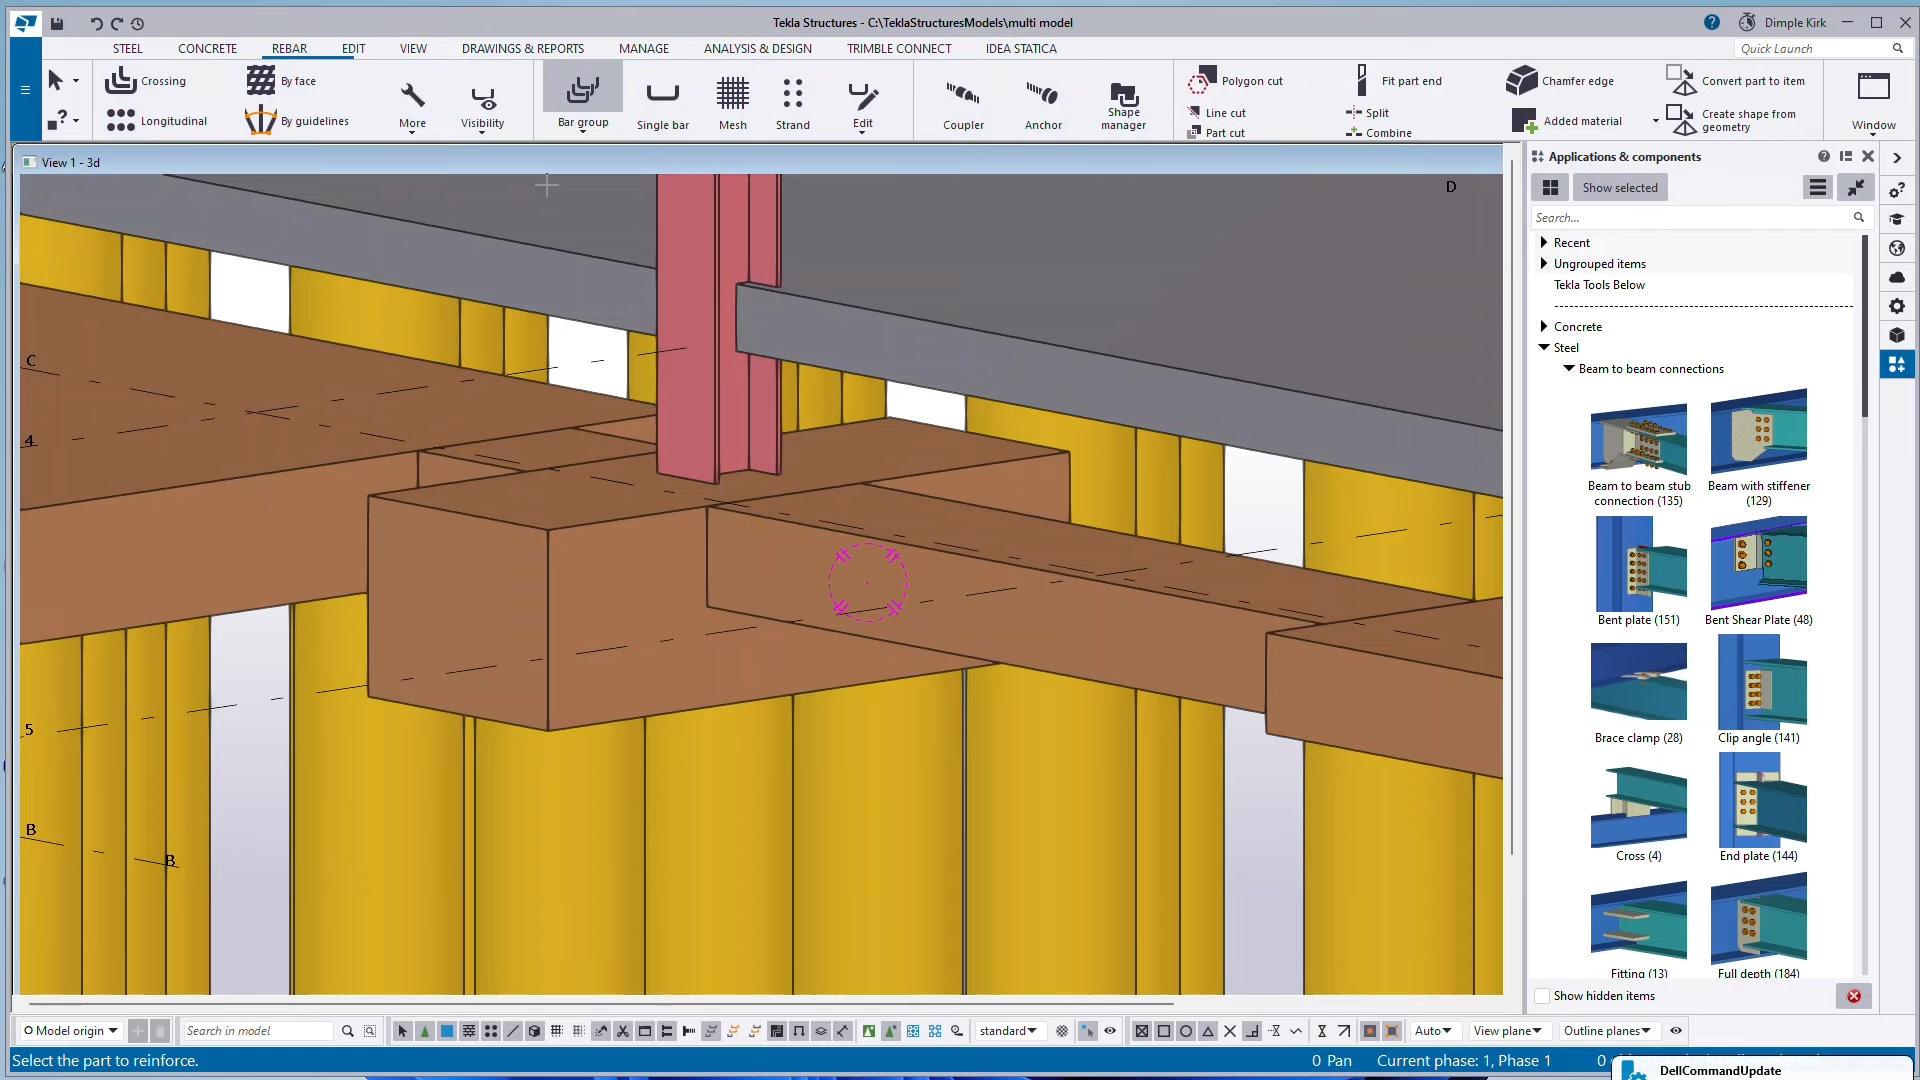 Tekla Structures - C:\TeklaStructuresModels\multi model
Dimple Kirk
STEEL CONCRETE REBAR EDIT VIEW DRAWINGS & REPORTS MANAGE ANALYSIS & DESIGN TRIMBLE CONNECT IDEA STATICA
Quick Launch
Crossing
Longitudinal
By face
By guidelines
More
Visibility
Bar group
Single bar
Mesh
Strand
Edit
Coupler
Anchor
Shape
manager
Polygon cut
Line cut
Part cut
Fit part end
Split
Combine
Chamfer edge
Added material
Convert part to item
Create shape from
geometry
Window
View 1 - 3d
D
C
4
5
B
B
Applications & components
Show selected
Search...
Recent
Ungrouped items
Tekla Tools Below
Concrete
Steel
Beam to beam connections
Beam to beam stub
connection (135)
Beam with stiffener
(129)
Bent plate (151)
Bent Shear Plate (48)
Brace clamp (28)
Clip angle (141)
Cross (4)
End plate (144)
Fitting (13)
Full depth (184)
Show hidden items
Model origin
Search in model
standard
Auto
View plane
Outline planes
Select the part to reinforce.
0 Pan
Current phase: 1, Phase 1
0
DellCommandUpdate